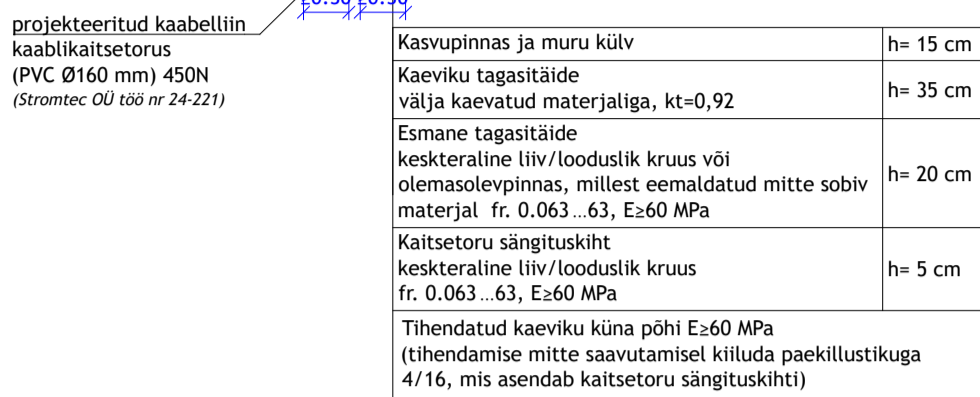 projekteeritud kaabelliin
kaablikaitsetorus
(PVC Ø160 mm) 450N
(Stromtec OÜ töö nr 24-221)
Kasvupinnas ja muru külv h= 15 cm
Kaeviku tagasitäide
välja kaevatud materjaliga, kt=0,92
h= 35 cm
Esmane tagasitäide
keskteraline liiv/looduslik kruus või
olemasolevpinnas, millest eemaldatud mitte sobiv
materjal fr. 0.063...63, E≥60 MPa
h= 20 cm
Kaitsetoru sängituskiht
keskteraline liiv/looduslik kruus
fr. 0.063...63, E≥60 MPa
h= 5 cm
Tihendatud kaeviku küna põhi E≥60 MPa
(tihendamise mitte saavutamisel kiiluda paekillustikuga
4/16, mis asendab kaitsetoru sängituskihti)